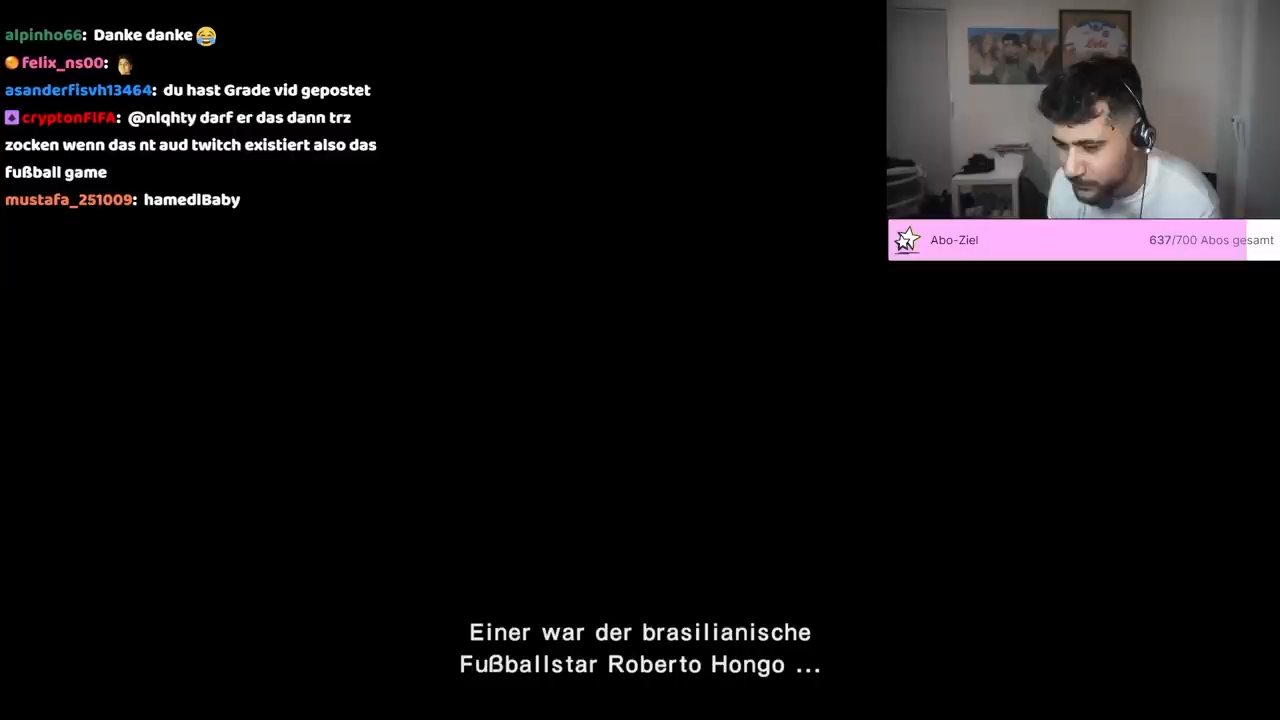 alpinho66: Danke danke 😂
felix_ns00:
asanderfisvh13464: du hast Grade vid gepostet
cryptonFIFA: @nlqhty darf er das dann trz
zocken wenn das nt aud twitch existiert also das
fußball game
mustafa_251009: hamedlBaby
Abo-Ziel
637/700 Abos gesamt
Einer war der brasilianische
Fußballstar Roberto Hongo ...